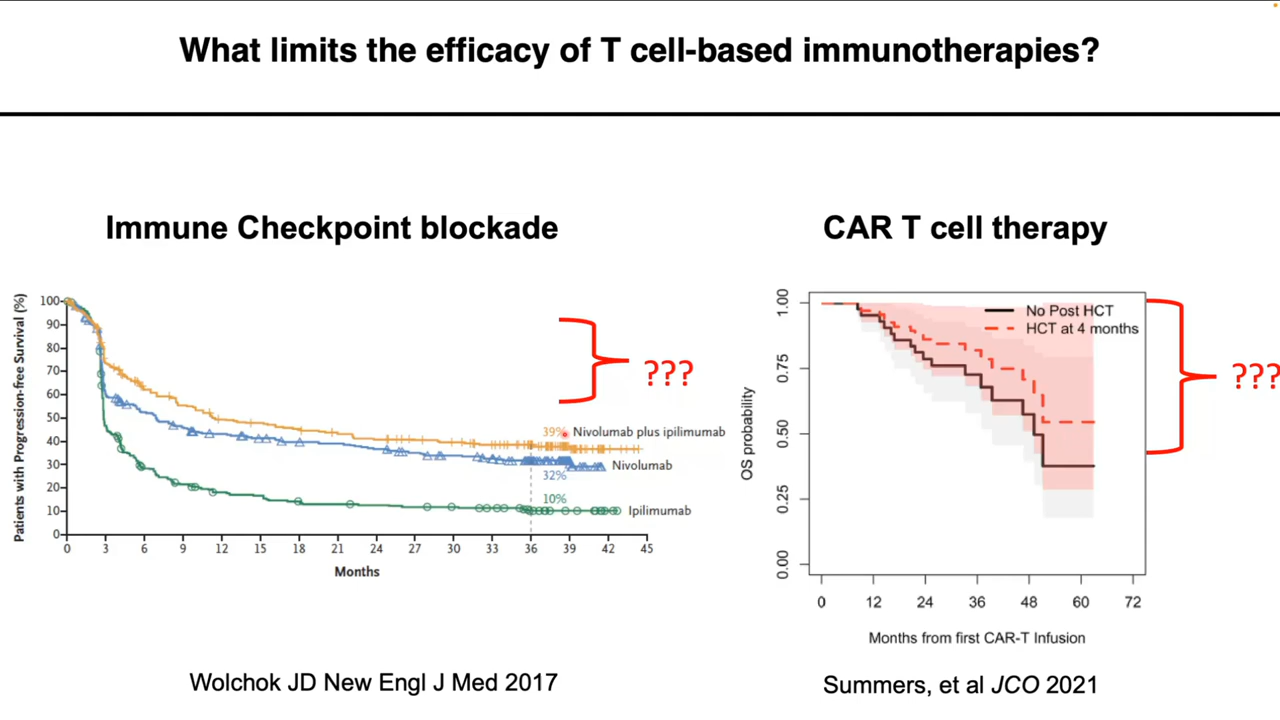 What limits the efficacy of T cell-based immunotherapies?
Immune Checkpoint blockade
Patients with Progression-free Survival (%)
100
90
80
70
60
50
40
30
20
10
0
0 3 6 9 12 15 18 21 24 27 30 33 36 39 42 45
Months
39%
32%
10%
Nivolumab plus ipilimumab
Nivolumab
Ipilimumab
???
Wolchok JD New Engl J Med 2017
CAR T cell therapy
OS probability
1.00
0.75
0.50
0.25
0.00
No Post HCT
HCT at 4 months
0 12 24 36 48 60 72
Months from first CAR-T Infusion
???
Summers, et al JCO 2021